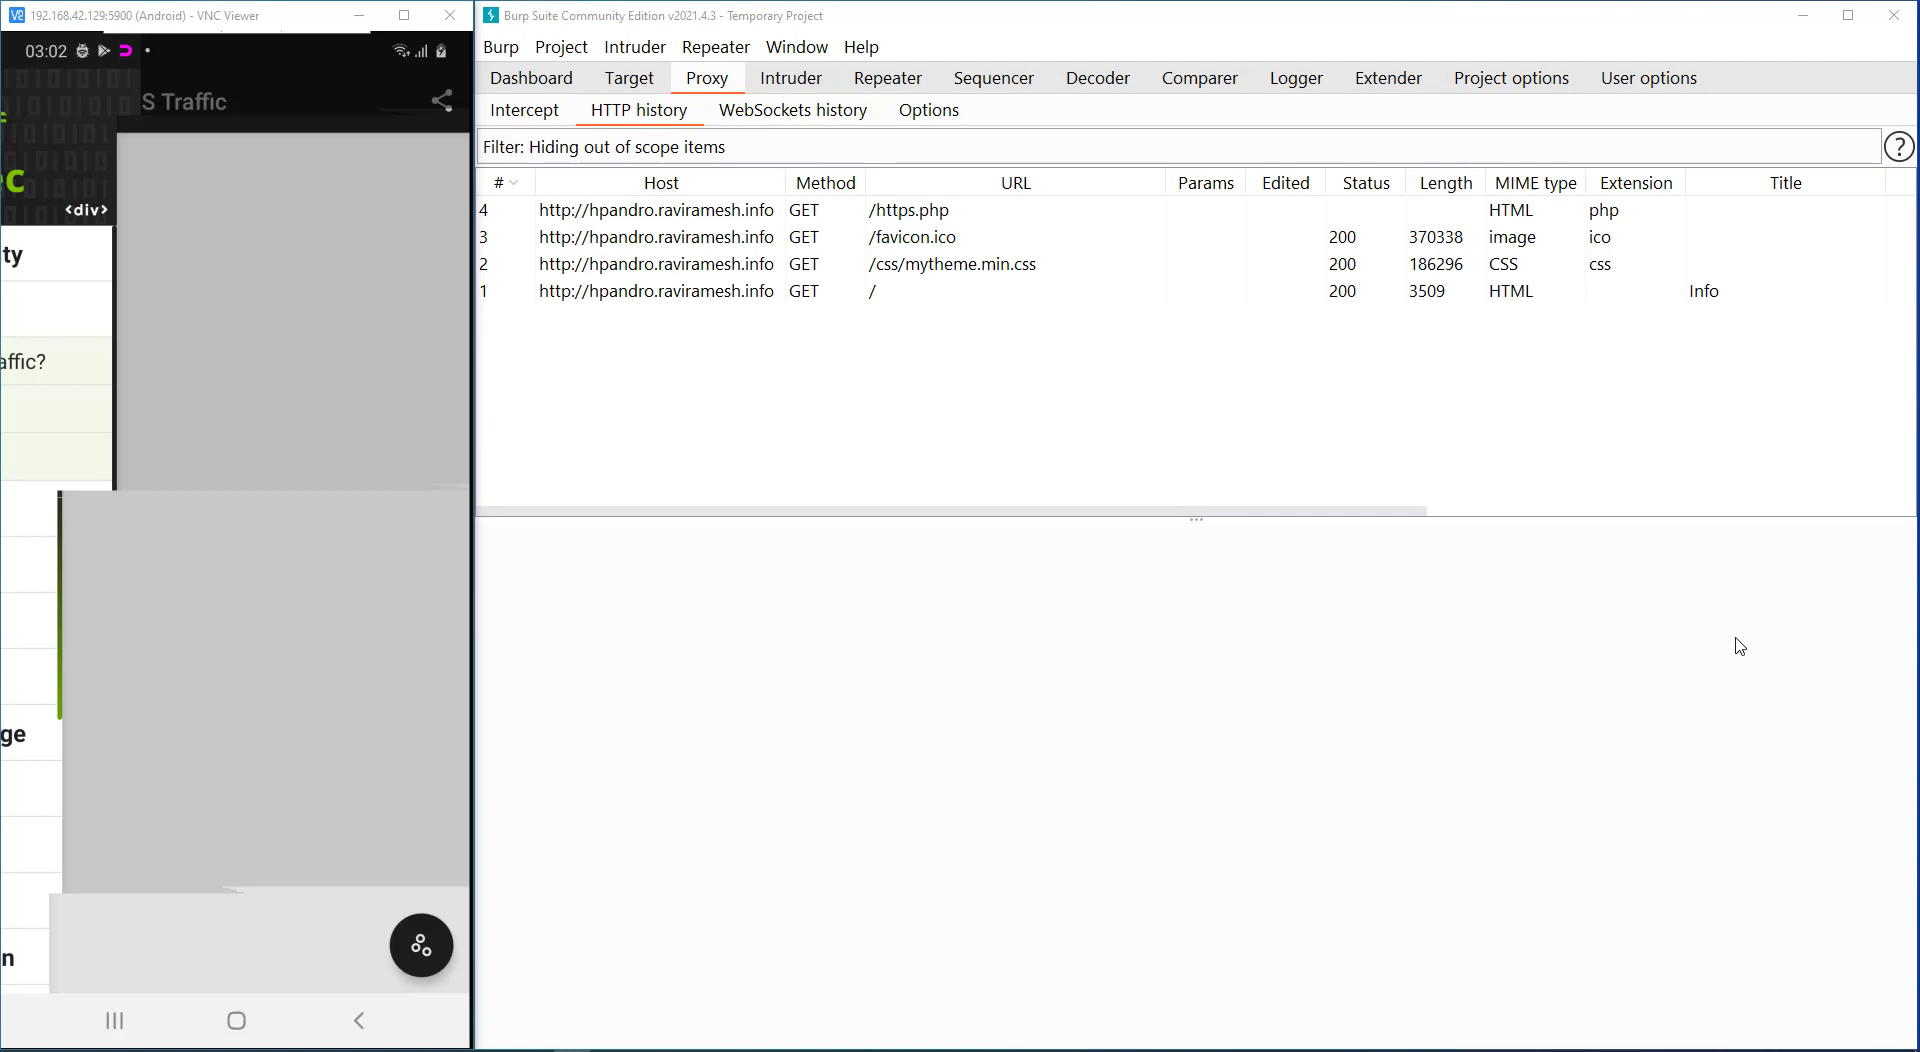 192.168.42.129:5900 (Android) - VNC Viewer
03:02
S Traffic
c
<div>
ty
affic?
ge
n
Burp Suite Community Edition v2021.4.3 - Temporary Project
Burp Project Intruder Repeater Window Help
Dashboard Target Proxy Intruder Repeater Sequencer Decoder Comparer Logger Extender Project options User options
Intercept HTTP history WebSockets history Options
Filter: Hiding out of scope items ?
# Host Method URL Params Edited Status Length MIME type Extension Title
4 http://hpandro.raviramesh.info GET /https.php HTML php
3 http://hpandro.raviramesh.info GET /favicon.ico 200 370338 image ico
2 http://hpandro.raviramesh.info GET /css/mytheme.min.css 200 186296 CSS css
1 http://hpandro.raviramesh.info GET / 200 3509 HTML Info